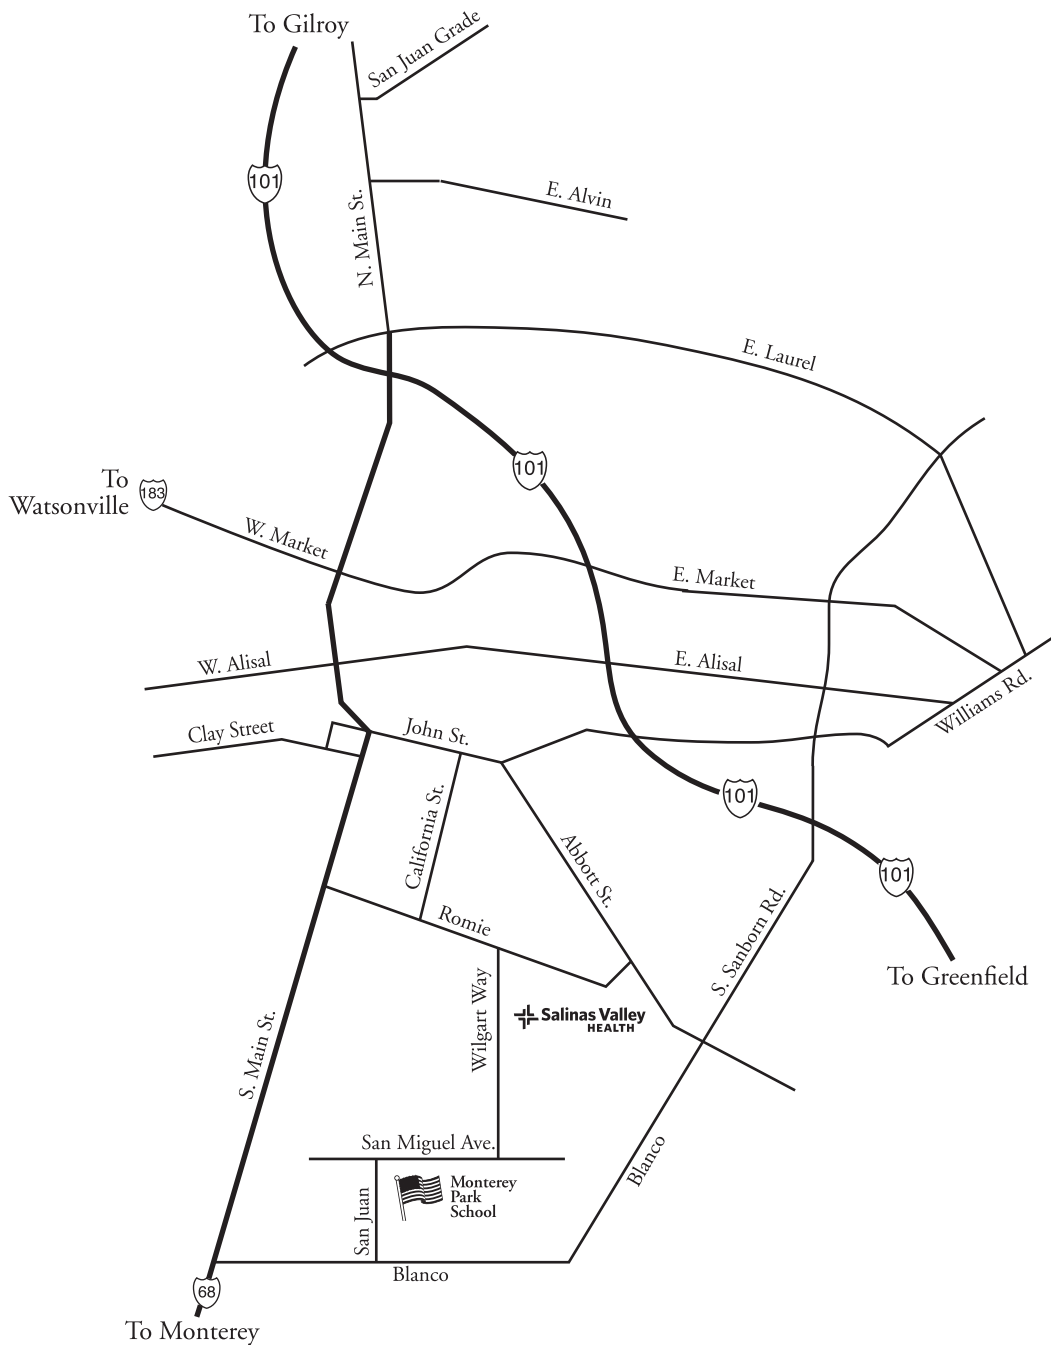 To Gilroy
San Juan Grade
101
E. Alvin
N. Main St.
E. Laurel
101
To
Watsonville
183
W. Market
E. Market
W. Alisal
E. Alisal
Williams Rd.
Clay Street
John St.
101
California St.
Abbott St.
101
Romie
S. Sanborn Rd.
To Greenfield
Wilgart Way
Salinas Valley
HEALTH
S. Main St.
San Miguel Ave.
Blanco
Monterey
Park
School
San Juan
Blanco
68
To Monterey